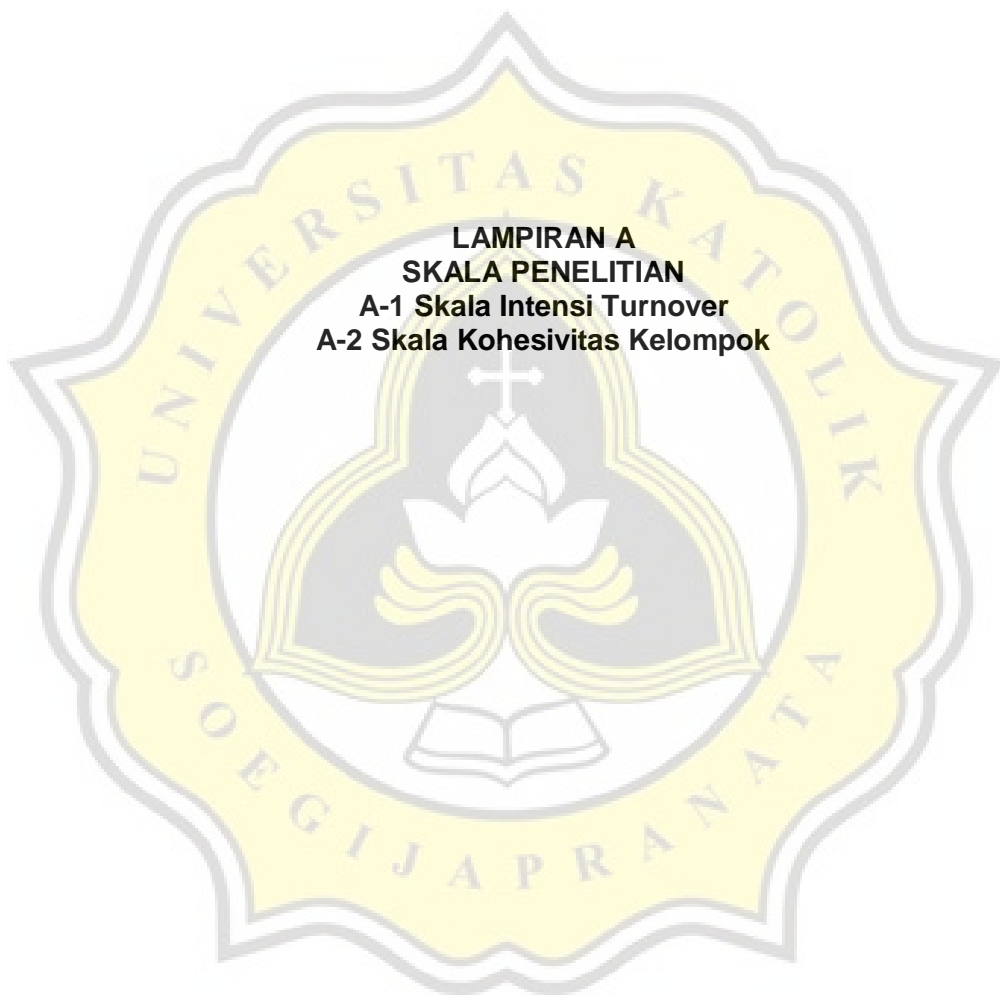 LAMPIRAN A
SKALA PENELITIAN
A-1 Skala Intensi Turnover
A-2 Skala Kohesivitas Kelompok
UNIVERSITAS KATOLIK
SOEGIJAPRANATA